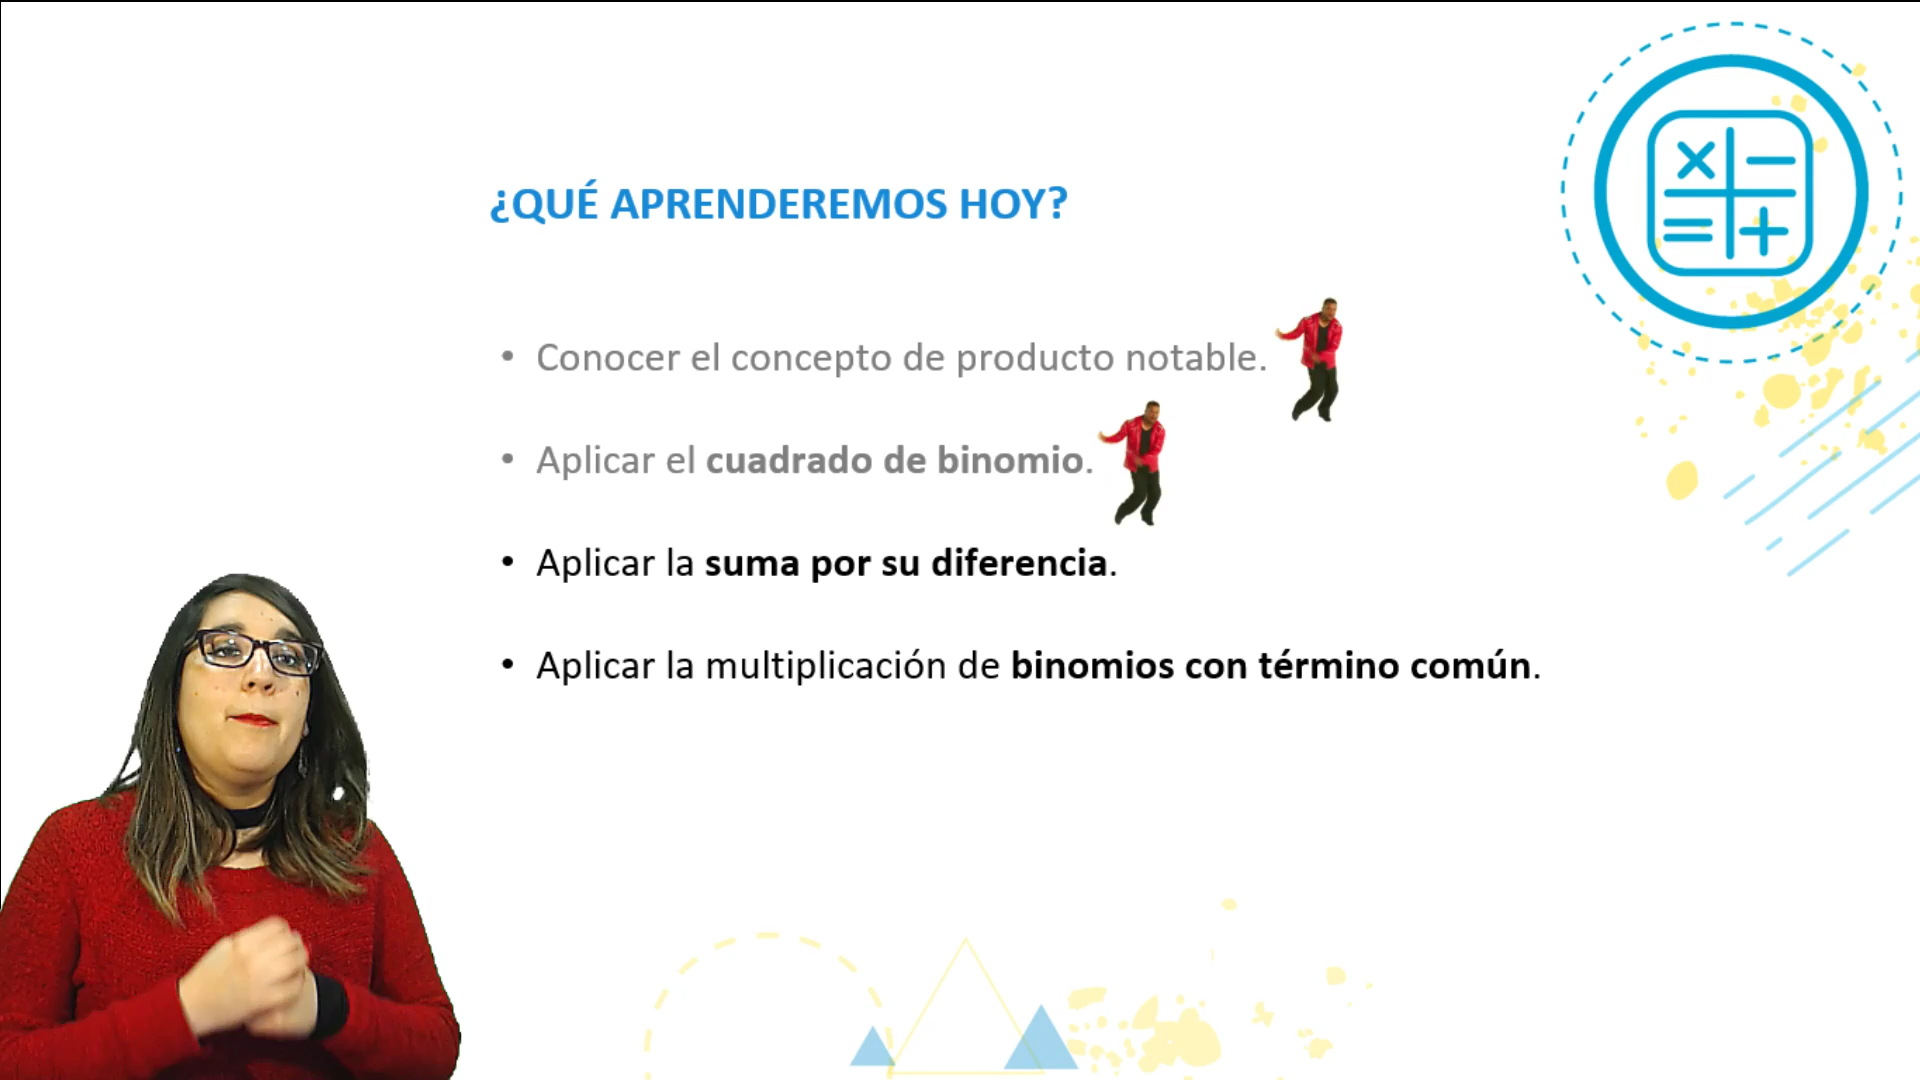 ¿QUÉ APRENDEREMOS HOY?
• Conocer el concepto de producto notable.
• Aplicar el cuadrado de binomio.
• Aplicar la suma por su diferencia.
• Aplicar la multiplicación de binomios con término común.